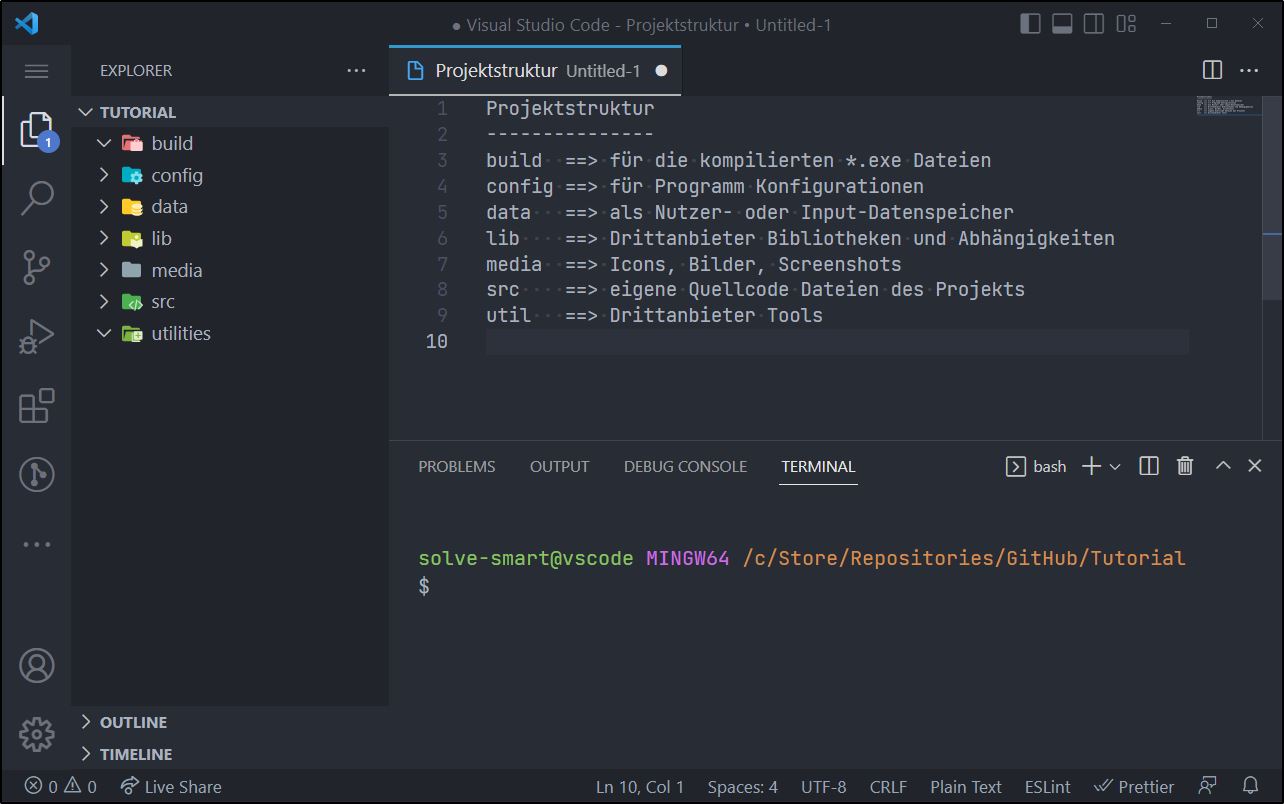 ● Visual Studio Code - Projektstruktur • Untitled-1
EXPLORER
Projektstruktur Untitled-1 ●
TUTORIAL
build
config
data
lib
media
src
utilities
1
1 Projektstruktur
2 ---------------
3 build  ==> für die kompilierten *.exe Dateien
4 config ==> für Programm Konfigurationen
5 data   ==> als Nutzer- oder Input-Datenspeicher
6 lib    ==> Drittanbieter Bibliotheken und Abhängigkeiten
7 media  ==> Icons, Bilder, Screenshots
8 src    ==> eigene Quellcode Dateien des Projekts
9 util   ==> Drittanbieter Tools
10
PROBLEMS OUTPUT DEBUG CONSOLE TERMINAL bash
solve-smart@vscode MINGW64 /c/Store/Repositories/GitHub/Tutorial
$
OUTLINE
TIMELINE
0 0 Live Share Ln 10, Col 1 Spaces: 4 UTF-8 CRLF Plain Text ESLint Prettier